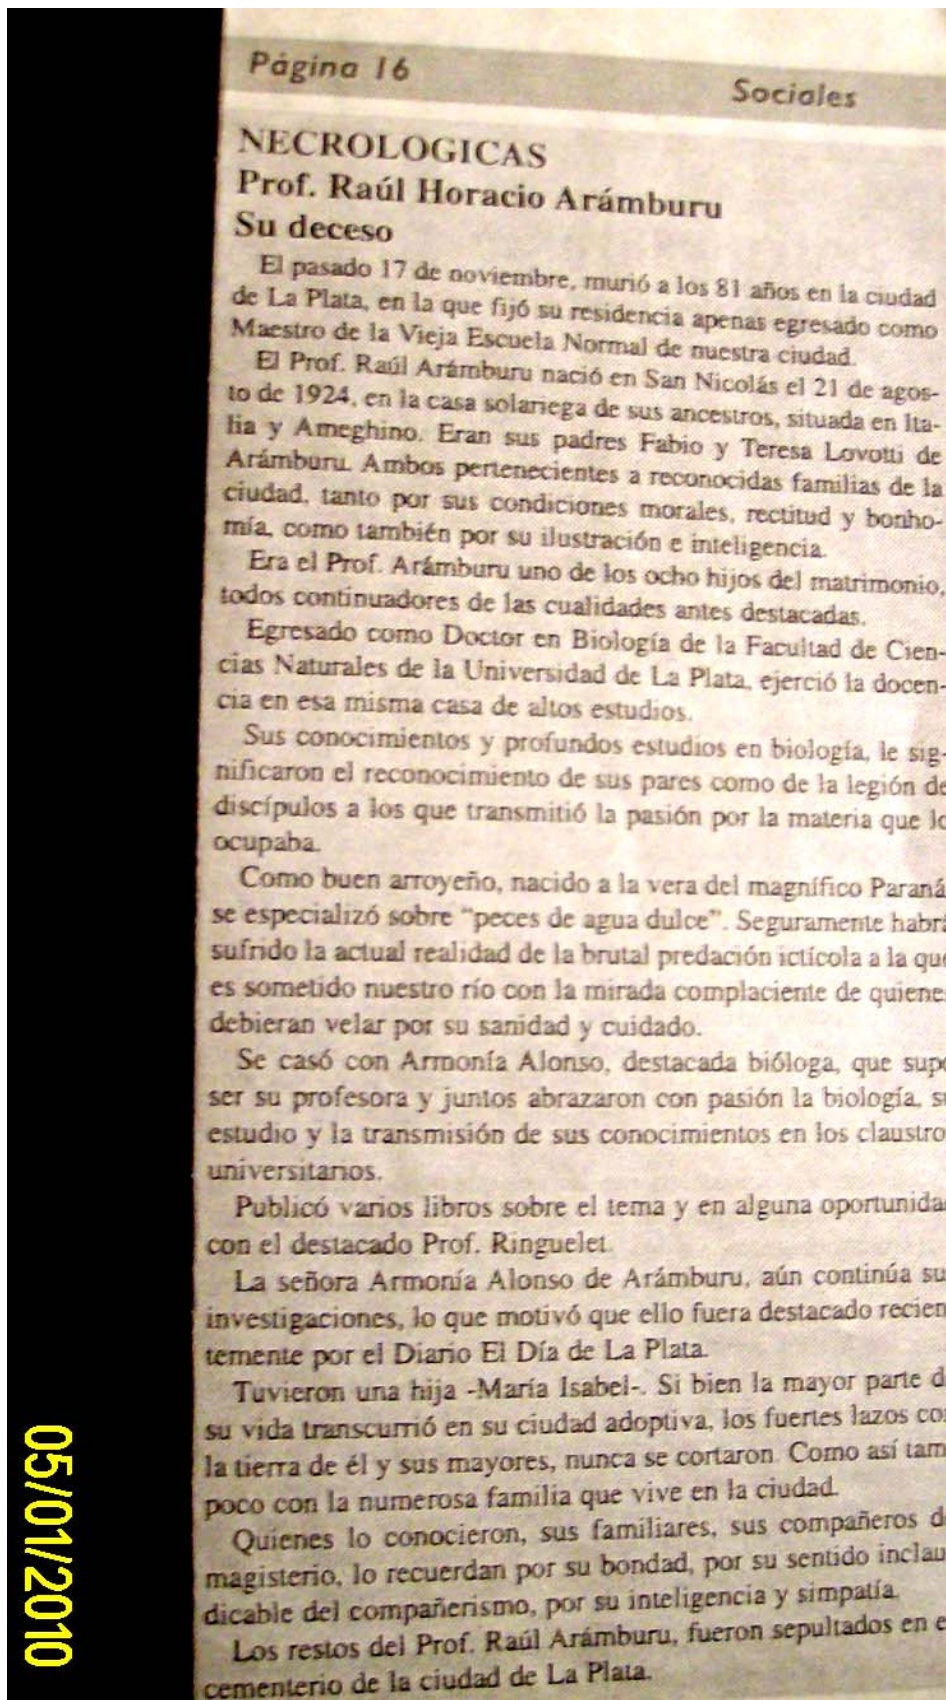 Página 16 Sociales
NECROLOGICAS
Prof. Raúl Horacio Arámburu
Su deceso
El pasado 17 de noviembre, murió a los 81 años en la ciudad
de La Plata, en la que fijó su residencia apenas egresado como
Maestro de la Vieja Escuela Normal de nuestra ciudad.
El Prof. Raúl Arámburu nació en San Nicolás el 21 de agos-
to de 1924, en la casa solariega de sus ancestros, situada en Ita-
lia y Ameghino. Eran sus padres Fabio y Teresa Lovotti de
Arámburu. Ambos pertenecientes a reconocidas familias de la
ciudad, tanto por sus condiciones morales, rectitud y bonho-
mía, como también por su ilustración e inteligencia.
Era el Prof. Arámburu uno de los ocho hijos del matrimonio,
todos continuadores de las cualidades antes destacadas.
Egresado como Doctor en Biología de la Facultad de Cien-
cias Naturales de la Universidad de La Plata, ejerció la docen-
cia en esa misma casa de altos estudios.
Sus conocimientos y profundos estudios en biología, le sig-
nificaron el reconocimiento de sus pares como de la legión de
discípulos a los que transmitió la pasión por la materia que lo
ocupaba.
Como buen arroyeño, nacido a la vera del magnífico Paraná
se especializó sobre "peces de agua dulce". Seguramente habrá
sufrido la actual realidad de la brutal predación ictícola a la que
es sometido nuestro río con la mirada complaciente de quienes
debieran velar por su sanidad y cuidado.
Se casó con Armonía Alonso, destacada bióloga, que supo
ser su profesora y juntos abrazaron con pasión la biología, su
estudio y la transmisión de sus conocimientos en los claustro
universitarios.
Publicó varios libros sobre el tema y en alguna oportunida
con el destacado Prof. Ringuelet.
La señora Armonía Alonso de Arámburu, aún continúa su
investigaciones, lo que motivó que ello fuera destacado recien
temente por el Diario El Día de La Plata.
Tuvieron una hija -María Isabel-. Si bien la mayor parte d
su vida transcurrió en su ciudad adoptiva, los fuertes lazos con
la tierra de él y sus mayores, nunca se cortaron. Como así tam
poco con la numerosa familia que vive en la ciudad.
Quienes lo conocieron, sus familiares, sus compañeros de
magisterio, lo recuerdan por su bondad, por su sentido inclau
dicable del compañerismo, por su inteligencia y simpatía.
Los restos del Prof. Raúl Arámburu, fueron sepultados en e
cementerio de la ciudad de La Plata.
05/01/2010